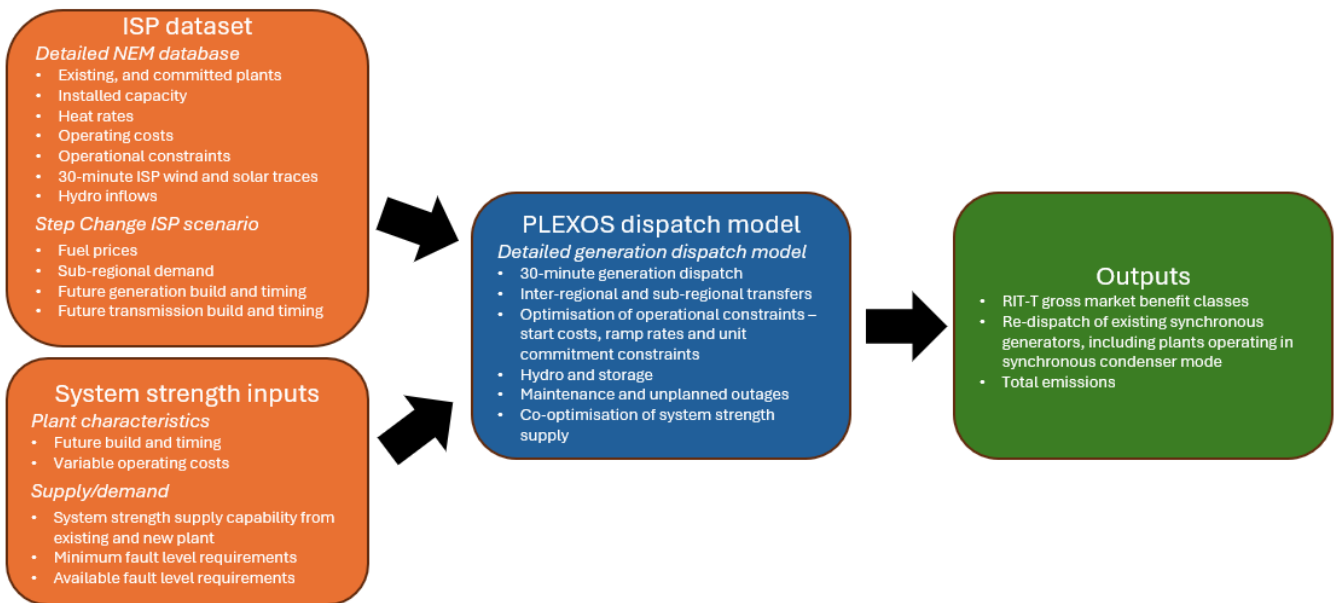 ISP dataset
Detailed NEM database
• Existing, and committed plants
• Installed capacity
• Heat rates
• Operating costs
• Operational constraints
• 30-minute ISP wind and solar traces
• Hydro inflows
Step Change ISP scenario
• Fuel prices
• Sub-regional demand
• Future generation build and timing
• Future transmission build and timing
System strength inputs
Plant characteristics
• Future build and timing
• Variable operating costs
Supply/demand
• System strength supply capability from
existing and new plant
• Minimum fault level requirements
• Available fault level requirements
PLEXOS dispatch model
Detailed generation dispatch model
• 30-minute generation dispatch
• Inter-regional and sub-regional transfers
• Optimisation of operational constraints –
start costs, ramp rates and unit
commitment constraints
• Hydro and storage
• Maintenance and unplanned outages
• Co-optimisation of system strength
supply
Outputs
• RIT-T gross market benefit classes
• Re-dispatch of existing synchronous
generators, including plants operating in
synchronous condenser mode
• Total emissions